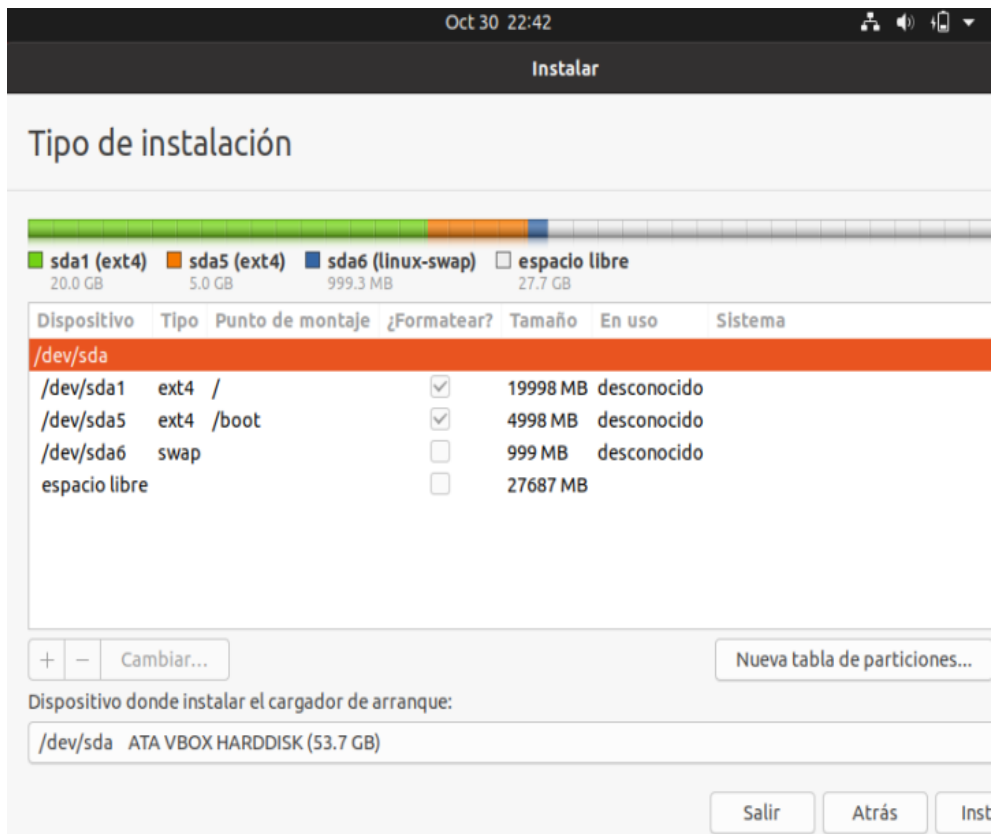 Oct 30 22:42
Instalar
Tipo de instalación
sda1 (ext4) sda5 (ext4) sda6 (linux-swap) espacio libre
20.0 GB 5.0 GB 999.3 MB 27.7 GB
Dispositivo Tipo Punto de montaje ¿Formatear? Tamaño En uso Sistema
/dev/sda
/dev/sda1 ext4 / 19998 MB desconocido
/dev/sda5 ext4 /boot 4998 MB desconocido
/dev/sda6 swap 999 MB desconocido
espacio libre 27687 MB
+ − Cambiar... Nueva tabla de particiones...
Dispositivo donde instalar el cargador de arranque:
/dev/sda ATA VBOX HARDDISK (53.7 GB)
Salir Atrás Inst